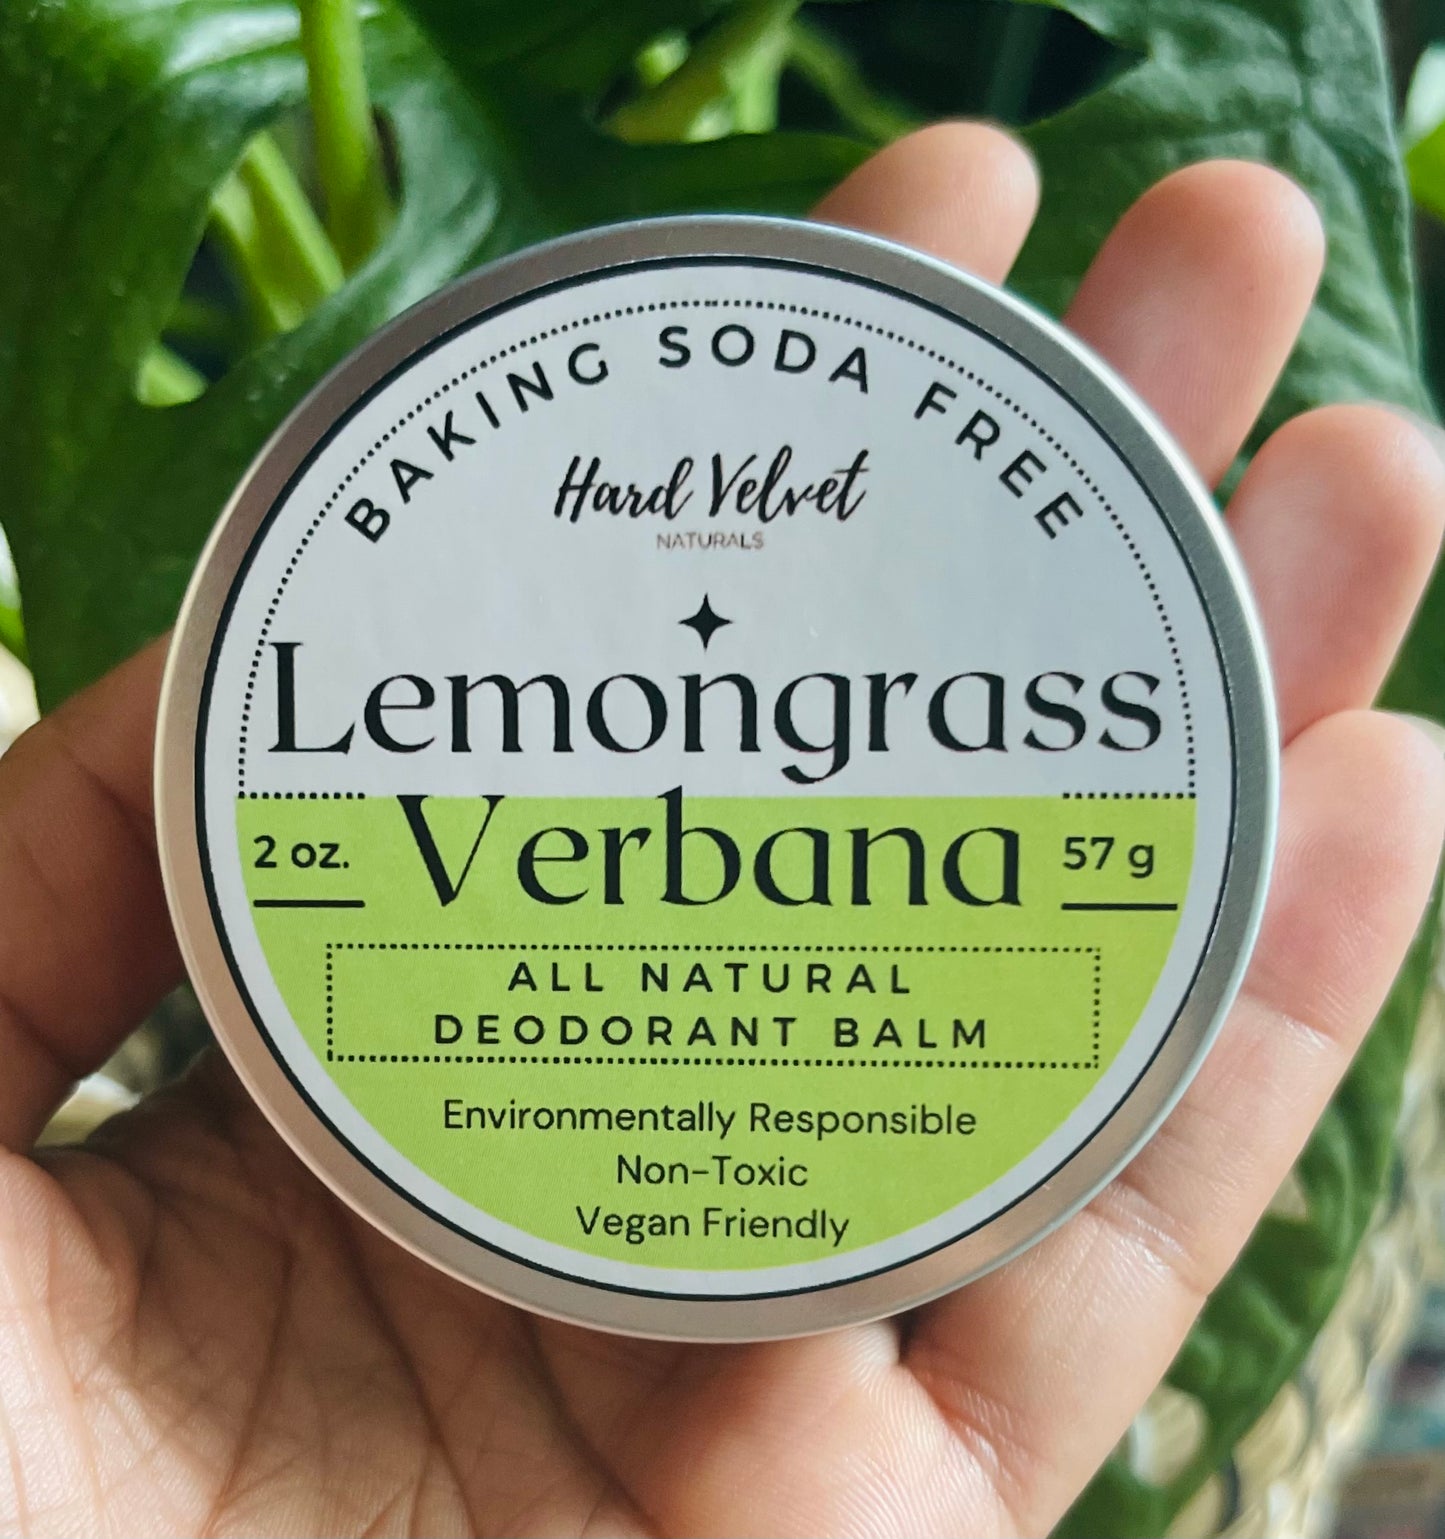 BAKING SODA FREE
Hard Velvet
NATURALS
Lemongrass
Verbana
2 oz.
57 g
ALL NATURAL
DEODORANT BALM
Environmentally Responsible
Non-Toxic
Vegan Friendly